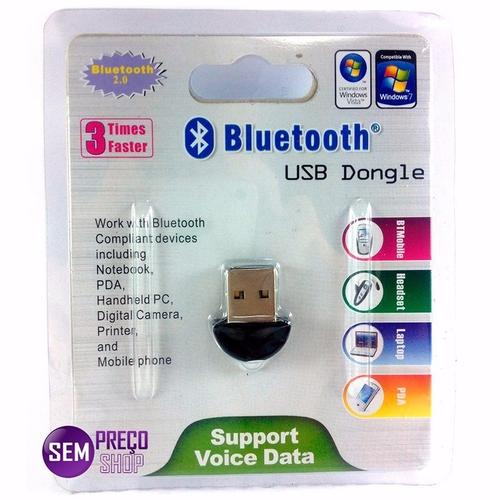 Bluetooth
2.0
3 Times
Faster
Bluetooth®
USB Dongle
CERTIFIED FOR
Windows
Vista™
Compatible With
Windows 7
Work with Bluetooth
Compliant devices
including
Notebook,
PDA,
Handheld PC,
Digital Camera,
Printer,
and
Mobile phone
BTMobile
Headset
Laptop
PDA
SEM PREÇO
SHOP
Support
Voice Data